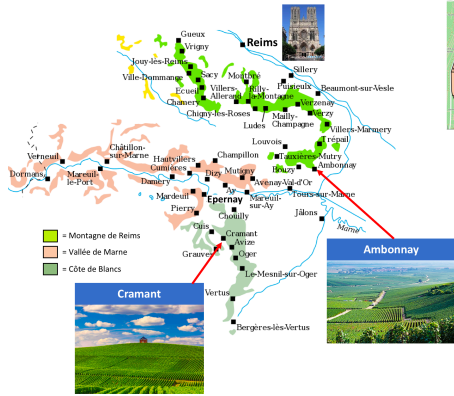 Gueux
Vrigny
Reims
Jouy-lès-Reims
Sillery
Ville-Dommange
Sacy
Montbré
Puisieulx
Ecueil
Villers-
Allerand
Rilly-
la-Montagne
Beaumont-sur-Vesle
Chamery
Verzenay
Chigny-les-Roses
Ludes
Mailly-
Champagne
Verzy
Villers-Marmery
Louvois
Trépail
Châtillon-
sur-Marne
Hautvillers
Champillon
Tauxières-Mutry
Verneuil
Cumières
Bouzy
Ambonnay
Dormans
Mareuil-
le-Port
Damery
Dizy
Mutigny
Avenay-Val-d'Or
Ay
Mardeuil
Epernay
Mareuil-
sur-Ay
Tours-sur-Marne
Pierry
Chouilly
Jâlons
Marne
Cuis
Cramant
Avize
Grauves
Oger
Le-Mesnil-sur-Oger
Vertus
Bergères-lès-Vertus
= Montagne de Reims
= Vallée de Marne
= Côte de Blancs
Cramant
Ambonnay